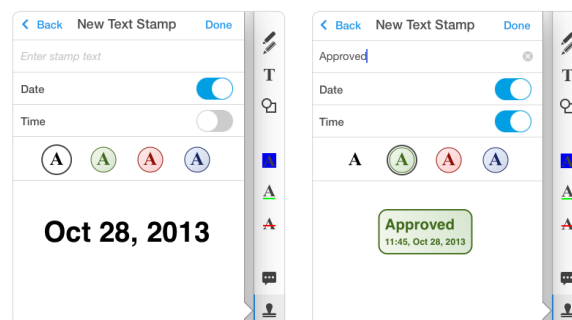 Back New Text Stamp Done
Enter stamp text
Date
Time
A A A A
Oct 28, 2013
T
A
A
A
Back New Text Stamp Done
Approved
Date
Time
A A A A
Approved
11:45, Oct 28, 2013
T
A
A
A